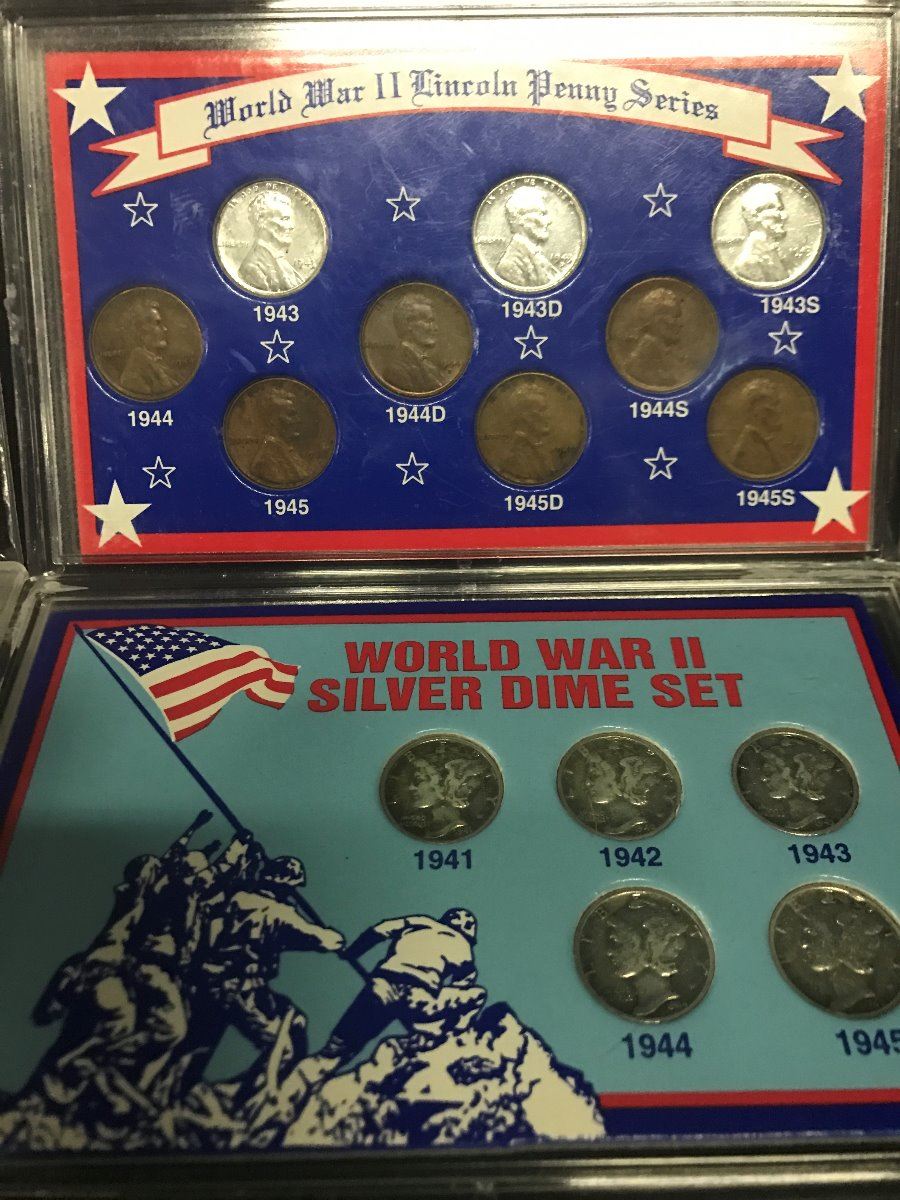 World War II Lincoln Penny Series
1943
1943D
1943S
1944
1944D
1944S
1945
1945D
1945S
WORLD WAR II
SILVER DIME SET
1941
1942
1943
1944
1945